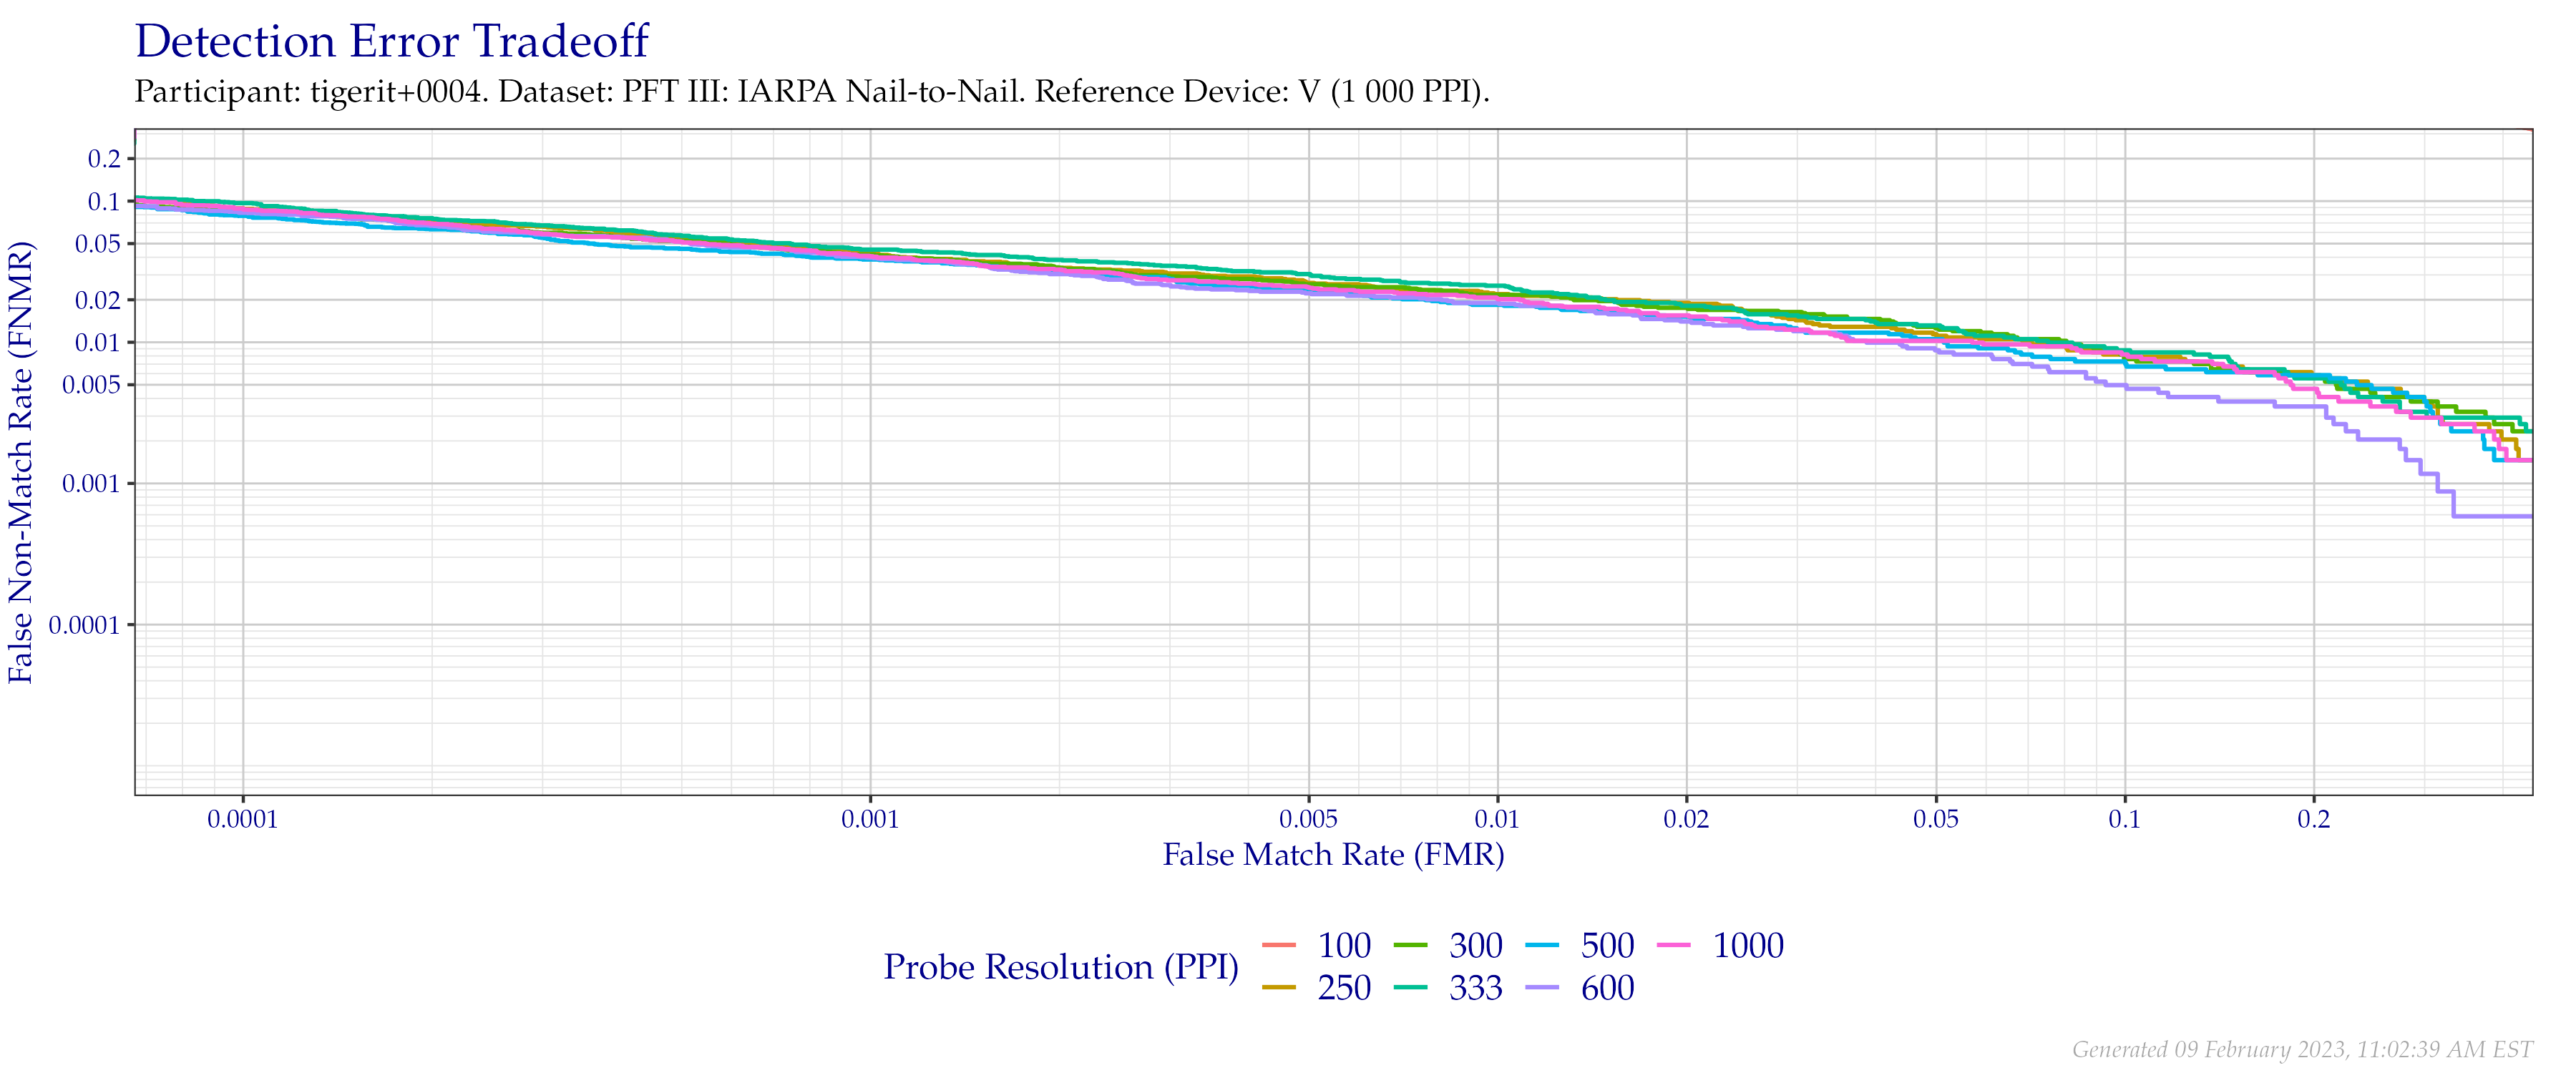 Detection Error Tradeoff
Participant: tigerit+0004. Dataset: PFT III: IARPA Nail-to-Nail. Reference Device: V (1 000 PPI).
False Non-Match Rate (FNMR)
0.2
0.1
0.05
0.02
0.01
0.005
0.001
0.0001
0.0001 0.001 0.005 0.01 0.02 0.05 0.1 0.2
False Match Rate (FMR)
Probe Resolution (PPI)
100 300 500 1000
250 333 600
Generated 09 February 2023, 11:02:39 AM EST